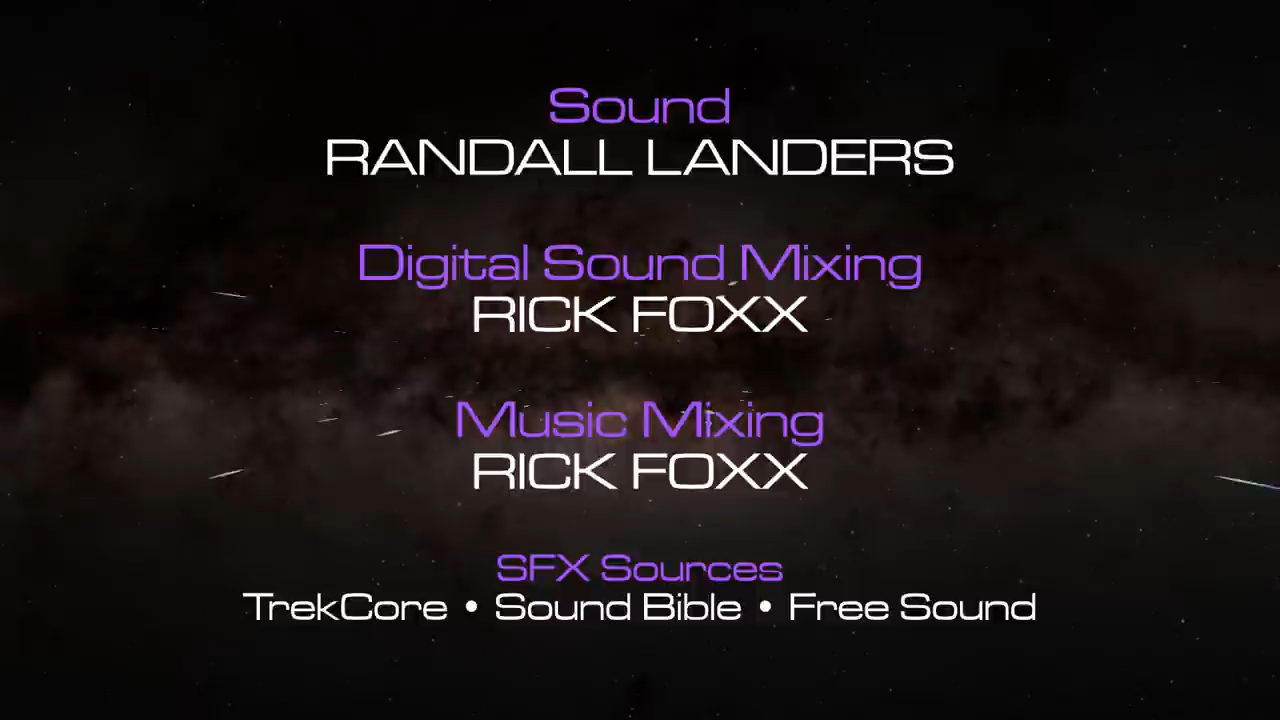 Sound
RANDALL LANDERS
Digital Sound Mixing
RICK FOXX
Music Mixing
RICK FOXX
SFX Sources
TrekCore • Sound Bible • Free Sound